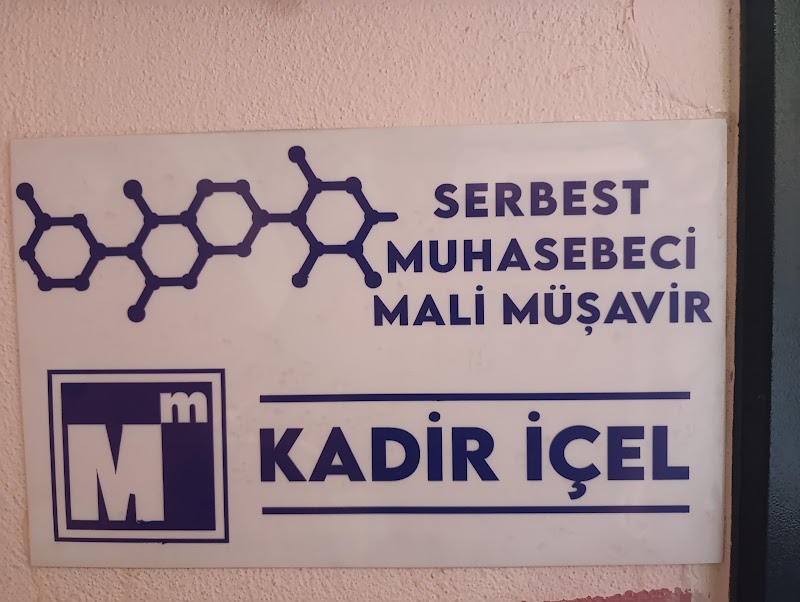 SERBEST
MUHASEBECİ
MALİ MÜŞAVİR
Mm
KADİR İÇEL